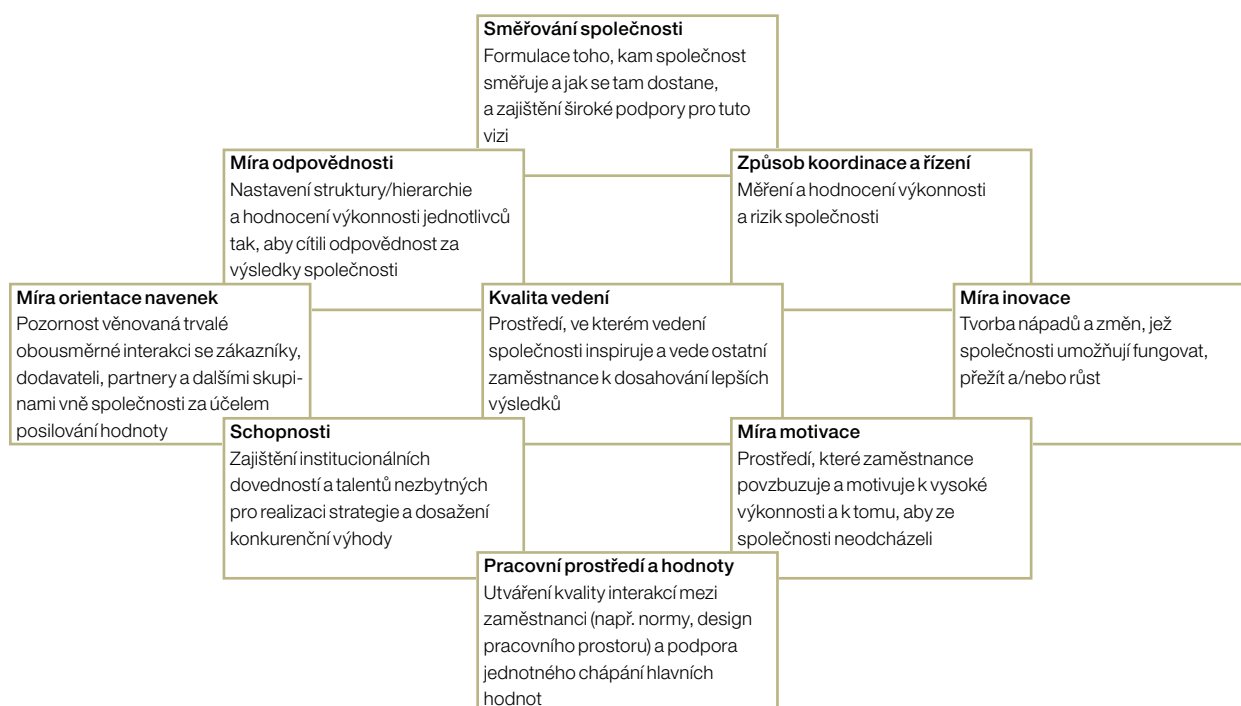 Směřování společnosti
Formulace toho, kam společnost
směřuje a jak se tam dostane,
a zajištění široké podpory pro tuto
vizi
Míra odpovědnosti
Nastavení struktury/hierarchie
a hodnocení výkonnosti jednotlivců
tak, aby cítili odpovědnost za
výsledky společnosti
Způsob koordinace a řízení
Měření a hodnocení výkonnosti
a rizik společnosti
Míra orientace navenek
Pozornost věnovaná trvalé
obousměrné interakci se zákazníky,
dodavateli, partnery a dalšími skupi-
nami vně společnosti za účelem
posilování hodnoty
Kvalita vedení
Prostředí, ve kterém vedení
společnosti inspiruje a vede ostatní
zaměstnance k dosahování lepších
výsledků
Míra inovace
Tvorba nápadů a změn, jež
společnosti umožňují fungovat,
přežít a/nebo růst
Schopnosti
Zajištění institucionálních
dovedností a talentů nezbytných
pro realizaci strategie a dosažení
konkurenční výhody
Míra motivace
Prostředí, které zaměstnance
povzbuzuje a motivuje k vysoké
výkonnosti a k tomu, aby ze
společnosti neodcházeli
Pracovní prostředí a hodnoty
Utváření kvality interakcí mezi
zaměstnanci (např. normy, design
pracovního prostoru) a podpora
jednotného chápání hlavních
hodnot